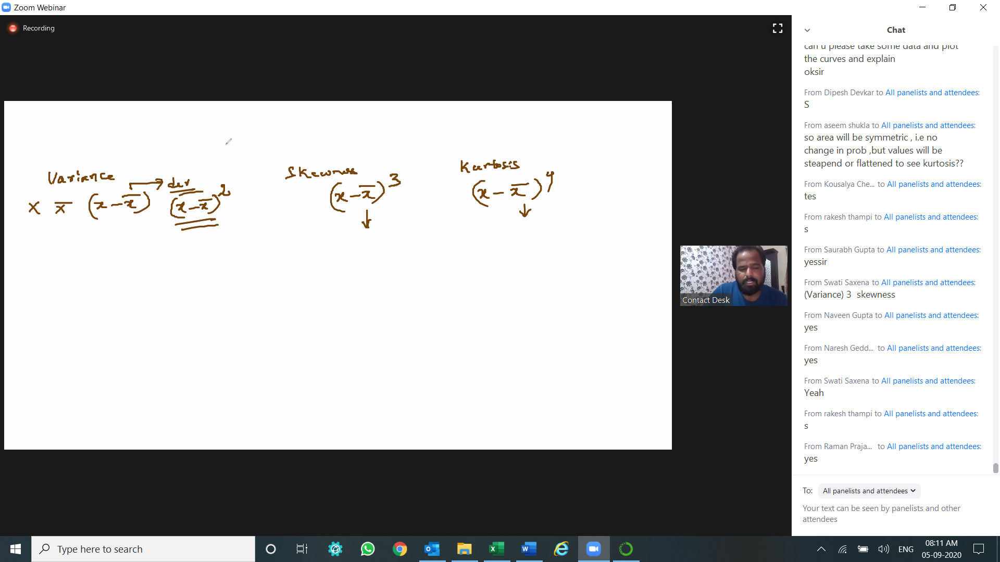 Zoom Webinar
Recording
Variance
dev
x x̄ (x-x̄) (x-x̄)²
Skewness
(x-x̄)³
Kurtosis
(x-x̄)⁴
Contact Desk
Chat
can u please take some data and plot
the curves and explain
oksir
From Dipesh Devkar to All panelists and attendees:
S
From aseem shukla to All panelists and attendees:
so area will be symmetric , i.e no
change in prob ,but values will be
steapend or flattened to see kurtosis??
From Kousalya Che... to All panelists and attendees:
tes
From rakesh thampi to All panelists and attendees:
s
From Saurabh Gupta to All panelists and attendees:
yessir
From Swati Saxena to All panelists and attendees:
(Variance) 3 skewness
From Naveen Gupta to All panelists and attendees:
yes
From Naresh Gedd... to All panelists and attendees:
yes
From Swati Saxena to All panelists and attendees:
Yeah
From rakesh thampi to All panelists and attendees:
s
From Raman Praja... to All panelists and attendees:
yes
To: All panelists and attendees
Your text can be seen by panelists and other
attendees
Type here to search
ENG
08:11 AM
05-09-2020